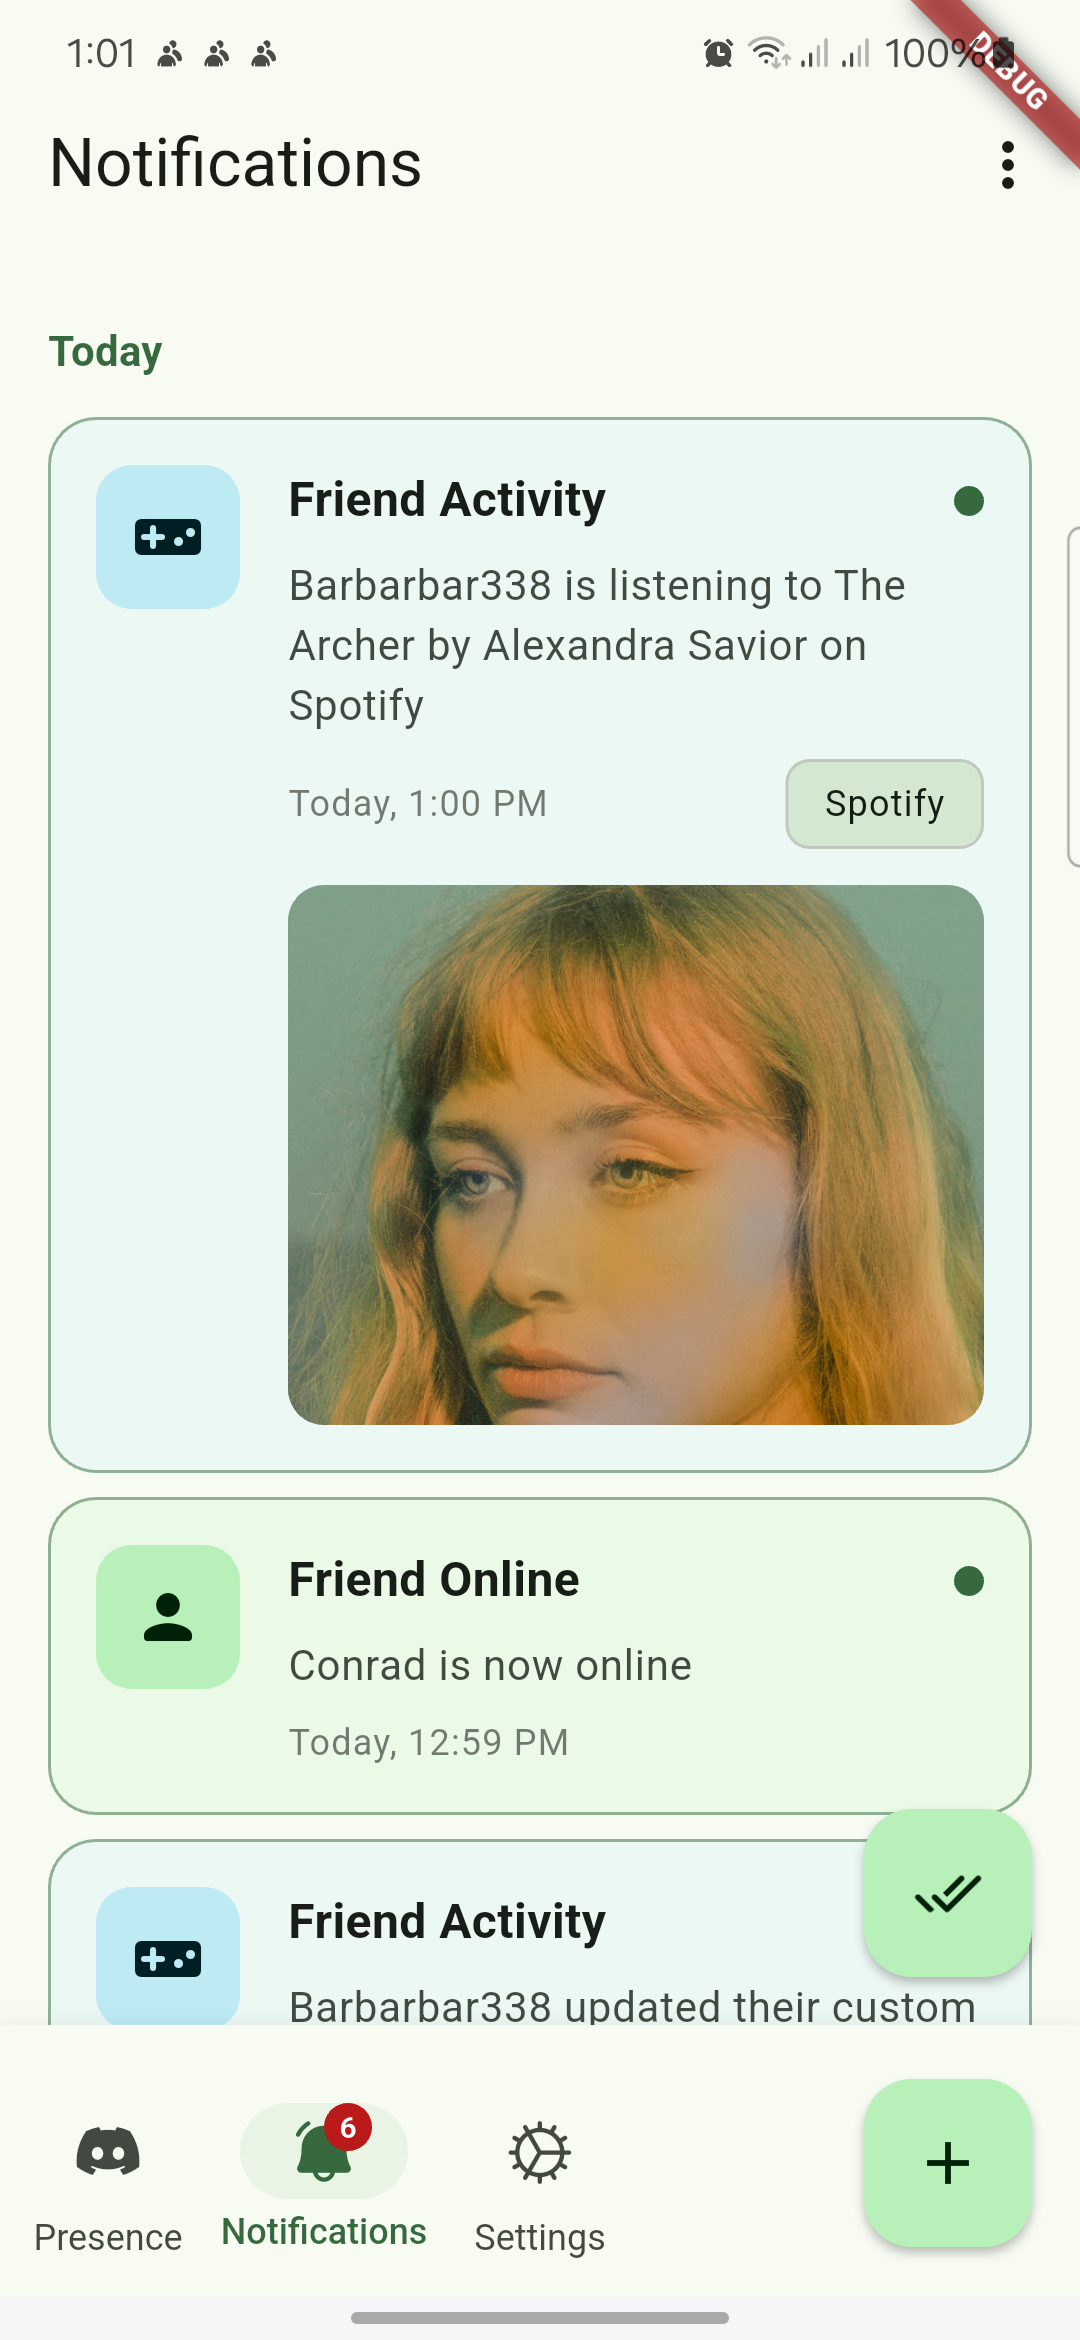 1:01
100%
DEBUG
Notifications
Today
Friend Activity
Barbarbar338 is listening to The
Archer by Alexandra Savior on
Spotify
Today, 1:00 PM
Spotify
Friend Online
Conrad is now online
Today, 12:59 PM
Friend Activity
Barbarbar338 updated their custom
6
Presence
Notifications
Settings